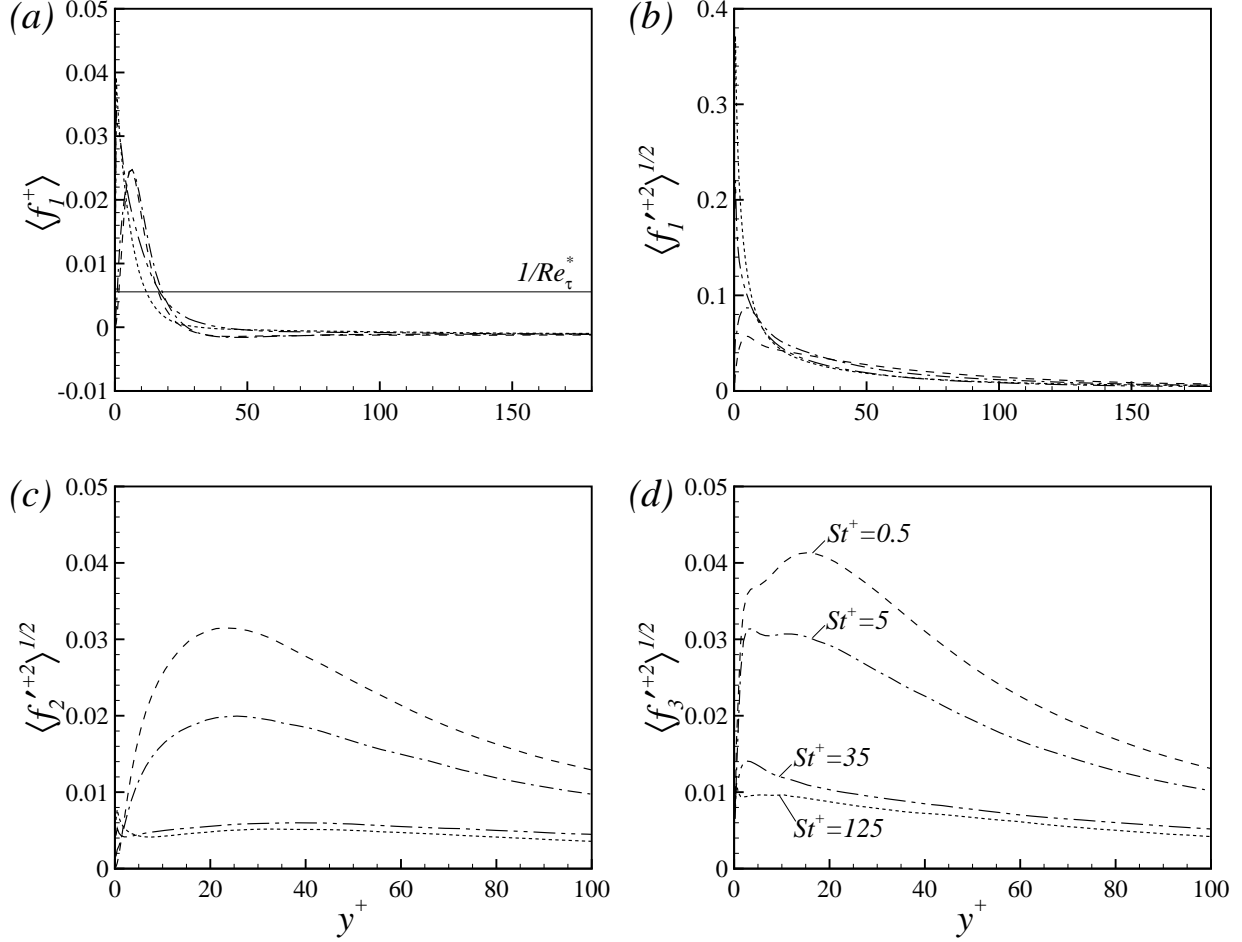 (a)
0.05
0.04
0.03
0.02
0.01
0
-0.01
⟨f₁⁺⟩
1/Re*τ
0 50 100 150
(b)
0.4
0.3
0.2
0.1
0
⟨f₁′⁺²⟩^1/2
0 50 100 150
(c)
0.05
0.04
0.03
0.02
0.01
0
⟨f₂′⁺²⟩^1/2
0 20 40 60 80 100
y⁺
(d)
0.05
0.04
0.03
0.02
0.01
0
⟨f₃′⁺²⟩^1/2
St⁺=0.5
St⁺=5
St⁺=35
St⁺=125
0 20 40 60 80 100
y⁺